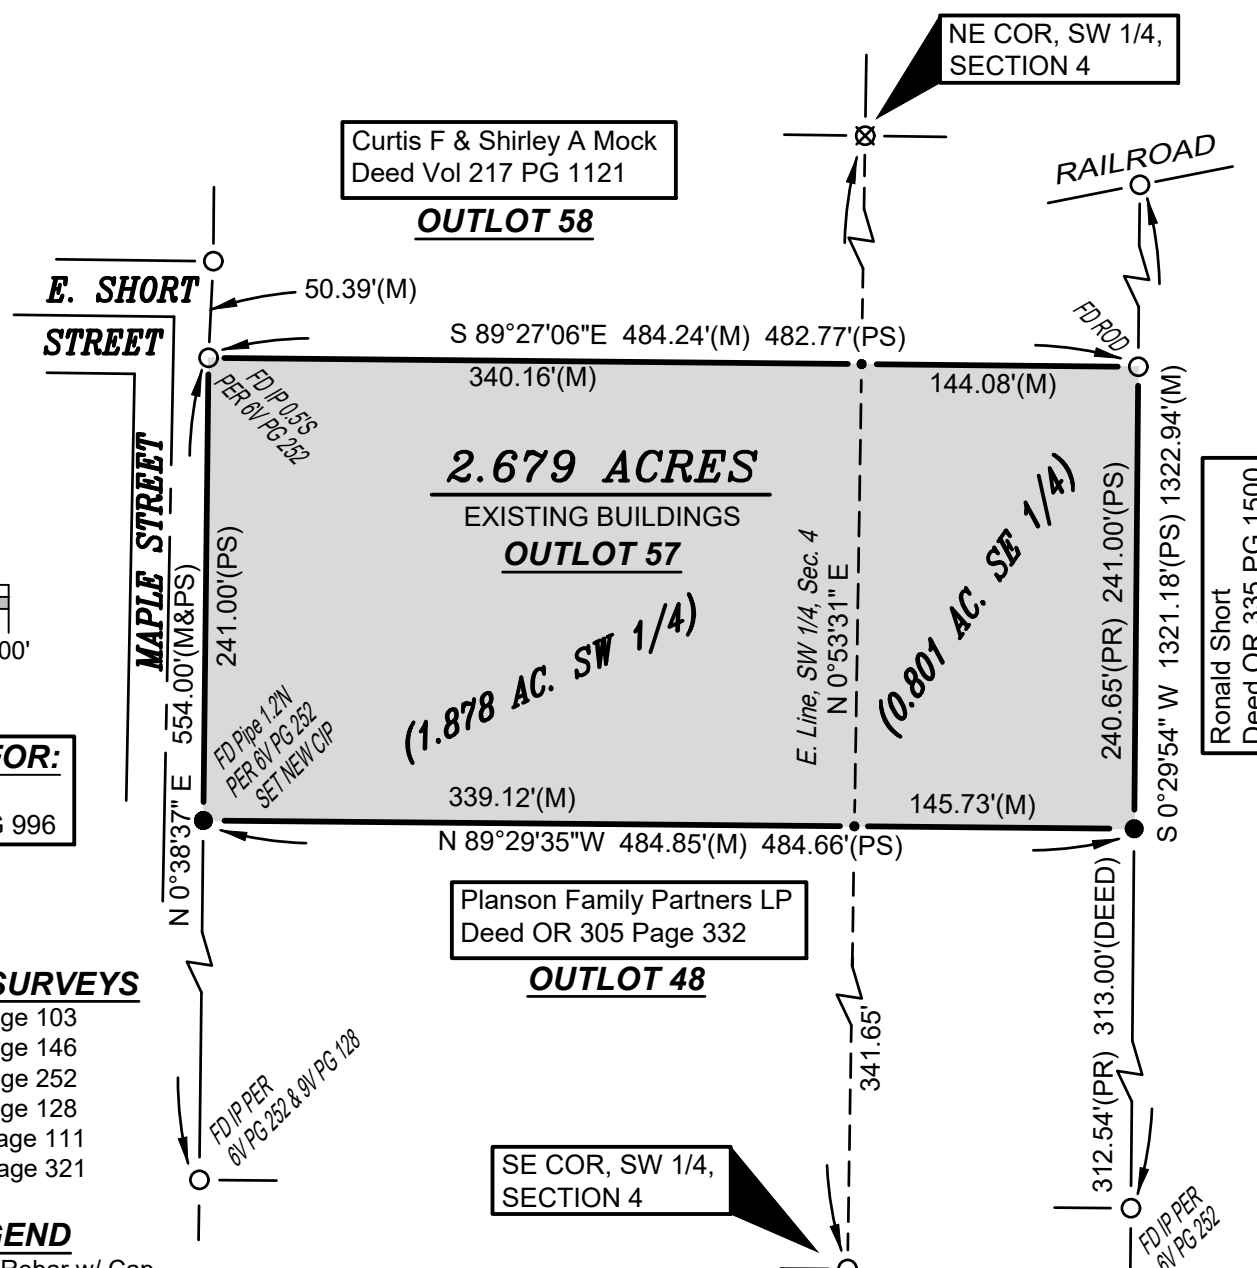 NE COR, SW 1/4,
SECTION 4
Curtis F & Shirley A Mock
Deed Vol 217 PG 1121
OUTLOT 58
RAILROAD
E. SHORT
STREET
50.39'(M)
S 89°27'06"E 484.24'(M) 482.77'(PS)
340.16'(M)
144.08'(M)
FD ROD
FD IP 0.5'S
PER 6V PG 252
2.679 ACRES
EXISTING BUILDINGS
OUTLOT 57
MAPLE STREET
241.00'(PS)
N 0°38'37" E 554.00'(M&PS)
(1.878 AC. SW 1/4)
E. Line, SW 1/4, Sec. 4
N 0°53'31" E
(0.801 AC. SE 1/4)
240.65'(PR) 241.00'(PS)
S 0°29'54" W 1321.18'(PS) 1322.94'(M)
Ronald Short
Deed OR 335 PG 1500
00'
FOR:
G 996
FD Pipe 1.2'N
PER 6V PG 252
SET NEW CIP
339.12'(M)
145.73'(M)
N 89°29'35"W 484.85'(M) 484.66'(PS)
Planson Family Partners LP
Deed OR 305 Page 332
OUTLOT 48
SURVEYS
ge 103
ge 146
ge 252
ge 128
age 111
age 321
FD IP PER
6V PG 252 & 9V PG 128
341.65'
312.54'(PR) 313.00'(DEED)
SE COR, SW 1/4,
SECTION 4
FD IP PER
6V PG 252
GEND
Rebar w/ Cap